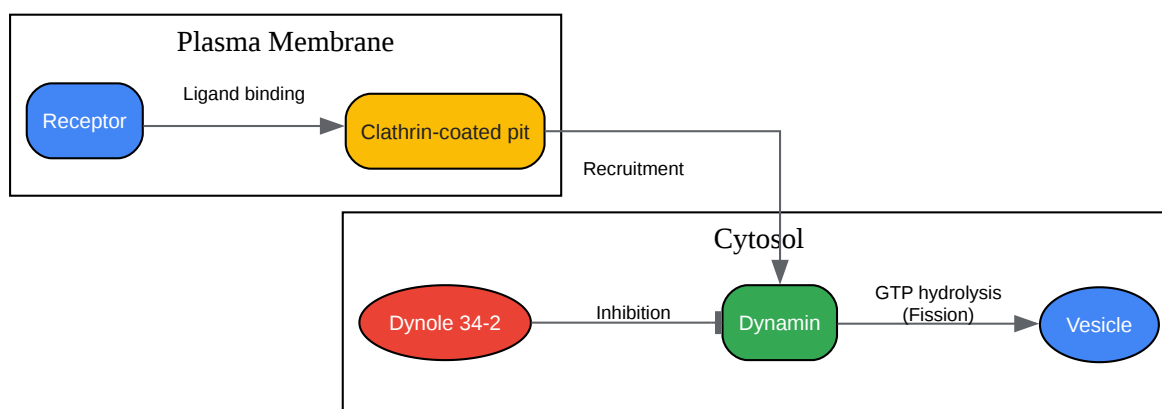 Plasma Membrane
Receptor
Ligand binding
Clathrin-coated pit
Recruitment
Cytosol
Dynole 34-2
Inhibition
Dynamin
GTP hydrolysis
(Fission)
Vesicle